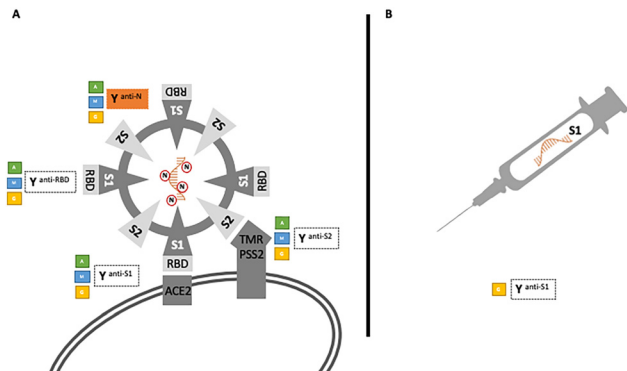 A
B
A
M
G
Y anti-N
RBD
S1
S2
S2
A
M
G
Y anti-RBD
RBD
S1
S1
RBD
N
N
N
N
S2
S2
A
M
G
Y anti-S2
TMR
PSS2
S1
RBD
ACE2
A
M
G
Y anti-S1
S1
G
Y anti-S1